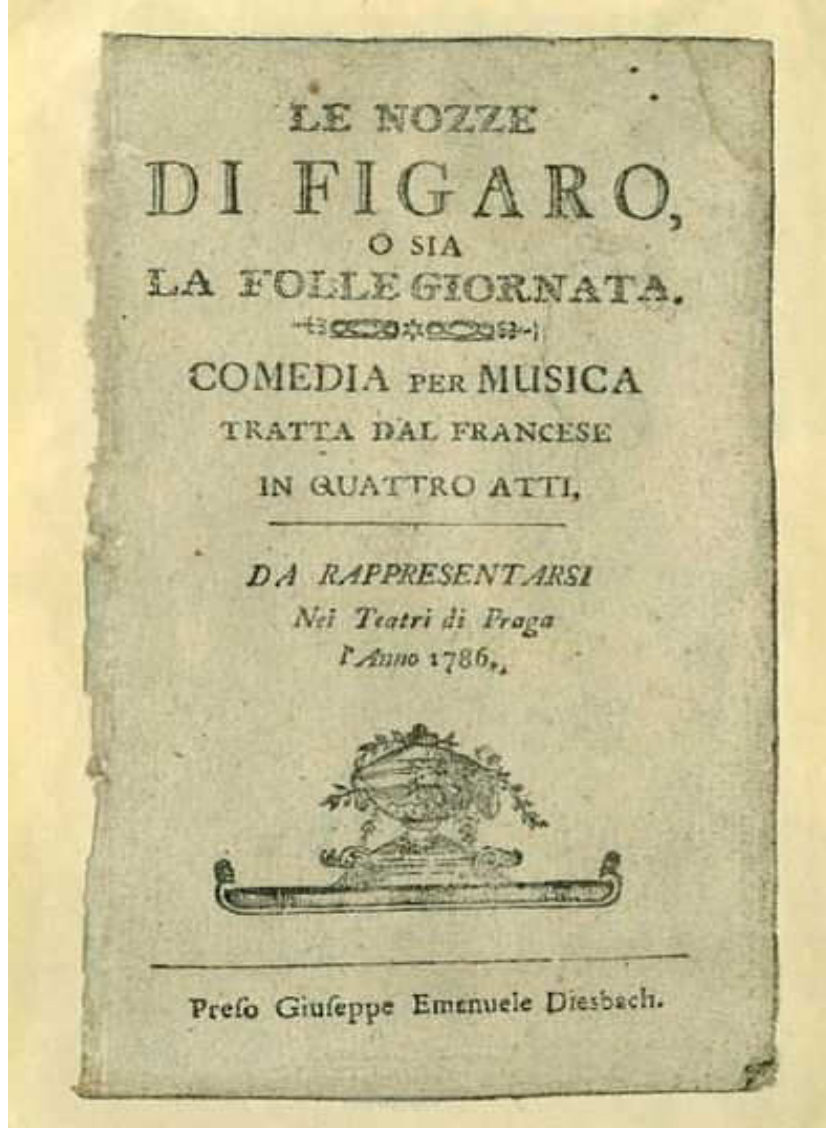 LE NOZZE
DI FIGARO,
O SIA
LA FOLLE GIORNATA.
COMEDIA PER MUSICA
TRATTA DAL FRANCESE
IN QUATTRO ATTI,
DA RAPPRESENTARSI
Nei Teatri di Praga
l'Anno 1786.,
Preſo Giuſeppe Emenuele Diesbach.